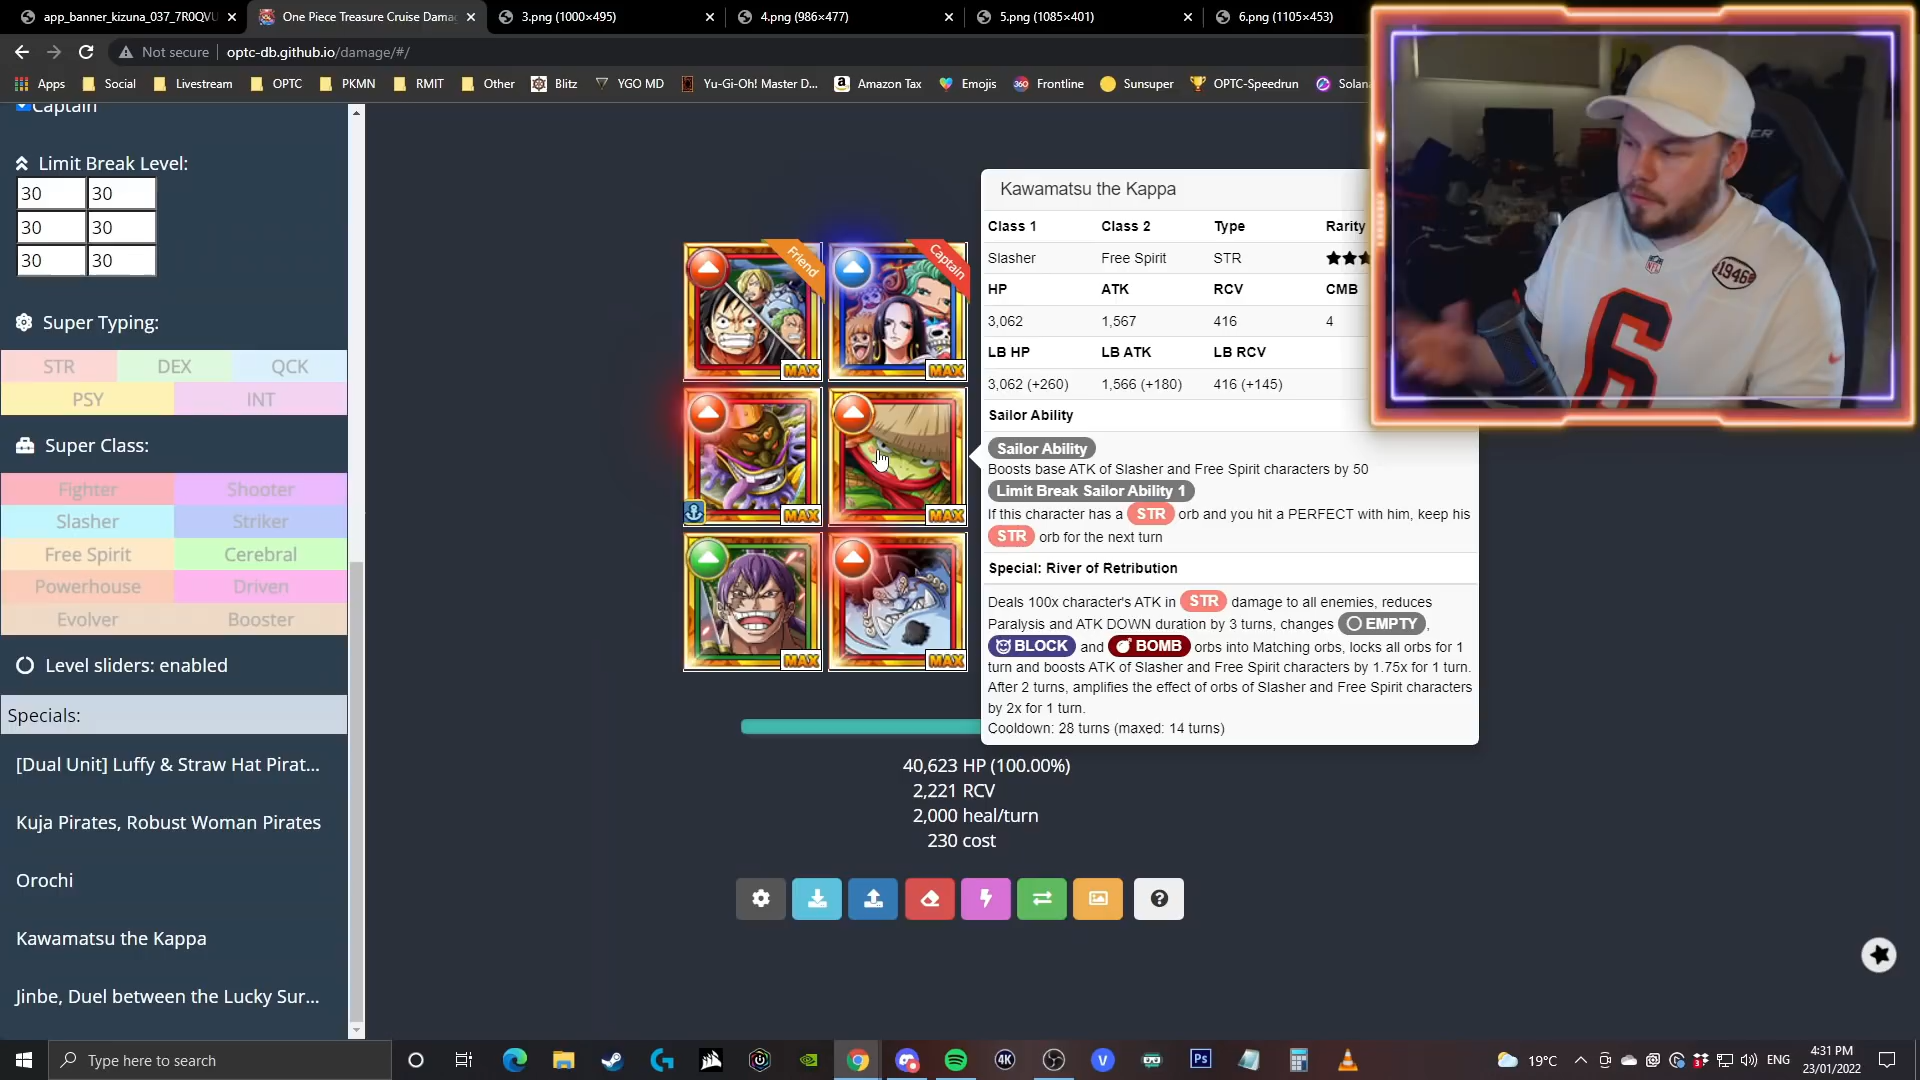 app_banner_kizuna_037_7R0QVU
One Piece Treasure Cruise Dama
3.png (1000×495)
4.png (986×477)
5.png (1085×401)
6.png (1105×453)
Not secure optc-db.github.io/damage/#/
Apps Social Livestream OPTC PKMN RMIT Other Blitz YGO MD Yu-Gi-Oh! Master D... Amazon Tax Emojis Frontline Sunsuper OPTC-Speedrun Solan
Captain
Limit Break Level:
30 30
30 30
30 30
Super Typing:
STR DEX QCK
PSY INT
Super Class:
Fighter Shooter
Slasher Striker
Free Spirit Cerebral
Powerhouse Driven
Evolver Booster
Level sliders: enabled
Specials:
[Dual Unit] Luffy & Straw Hat Pirat...
Kuja Pirates, Robust Woman Pirates
Orochi
Kawamatsu the Kappa
Jinbe, Duel between the Lucky Sur...
Friend Captain
MAX MAX
MAX MAX
MAX MAX
40,623 HP (100.00%)
2,221 RCV
2,000 heal/turn
230 cost
Kawamatsu the Kappa
Class 1 Class 2 Type Rarity
Slasher Free Spirit STR
HP ATK RCV CMB
3,062 1,567 416 4
LB HP LB ATK LB RCV
3,062 (+260) 1,566 (+180) 416 (+145)
Sailor Ability
Sailor Ability
Boosts base ATK of Slasher and Free Spirit characters by 50
Limit Break Sailor Ability 1
If this character has a STR orb and you hit a PERFECT with him, keep his
STR orb for the next turn
Special: River of Retribution
Deals 100x character's ATK in STR damage to all enemies, reduces
Paralysis and ATK DOWN duration by 3 turns, changes EMPTY,
BLOCK and BOMB orbs into Matching orbs, locks all orbs for 1
turn and boosts ATK of Slasher and Free Spirit characters by 1.75x for 1 turn.
After 2 turns, amplifies the effect of orbs of Slasher and Free Spirit characters
by 2x for 1 turn.
Cooldown: 28 turns (maxed: 14 turns)
1946
6
Type here to search
19°C
ENG
4:31 PM
23/01/2022